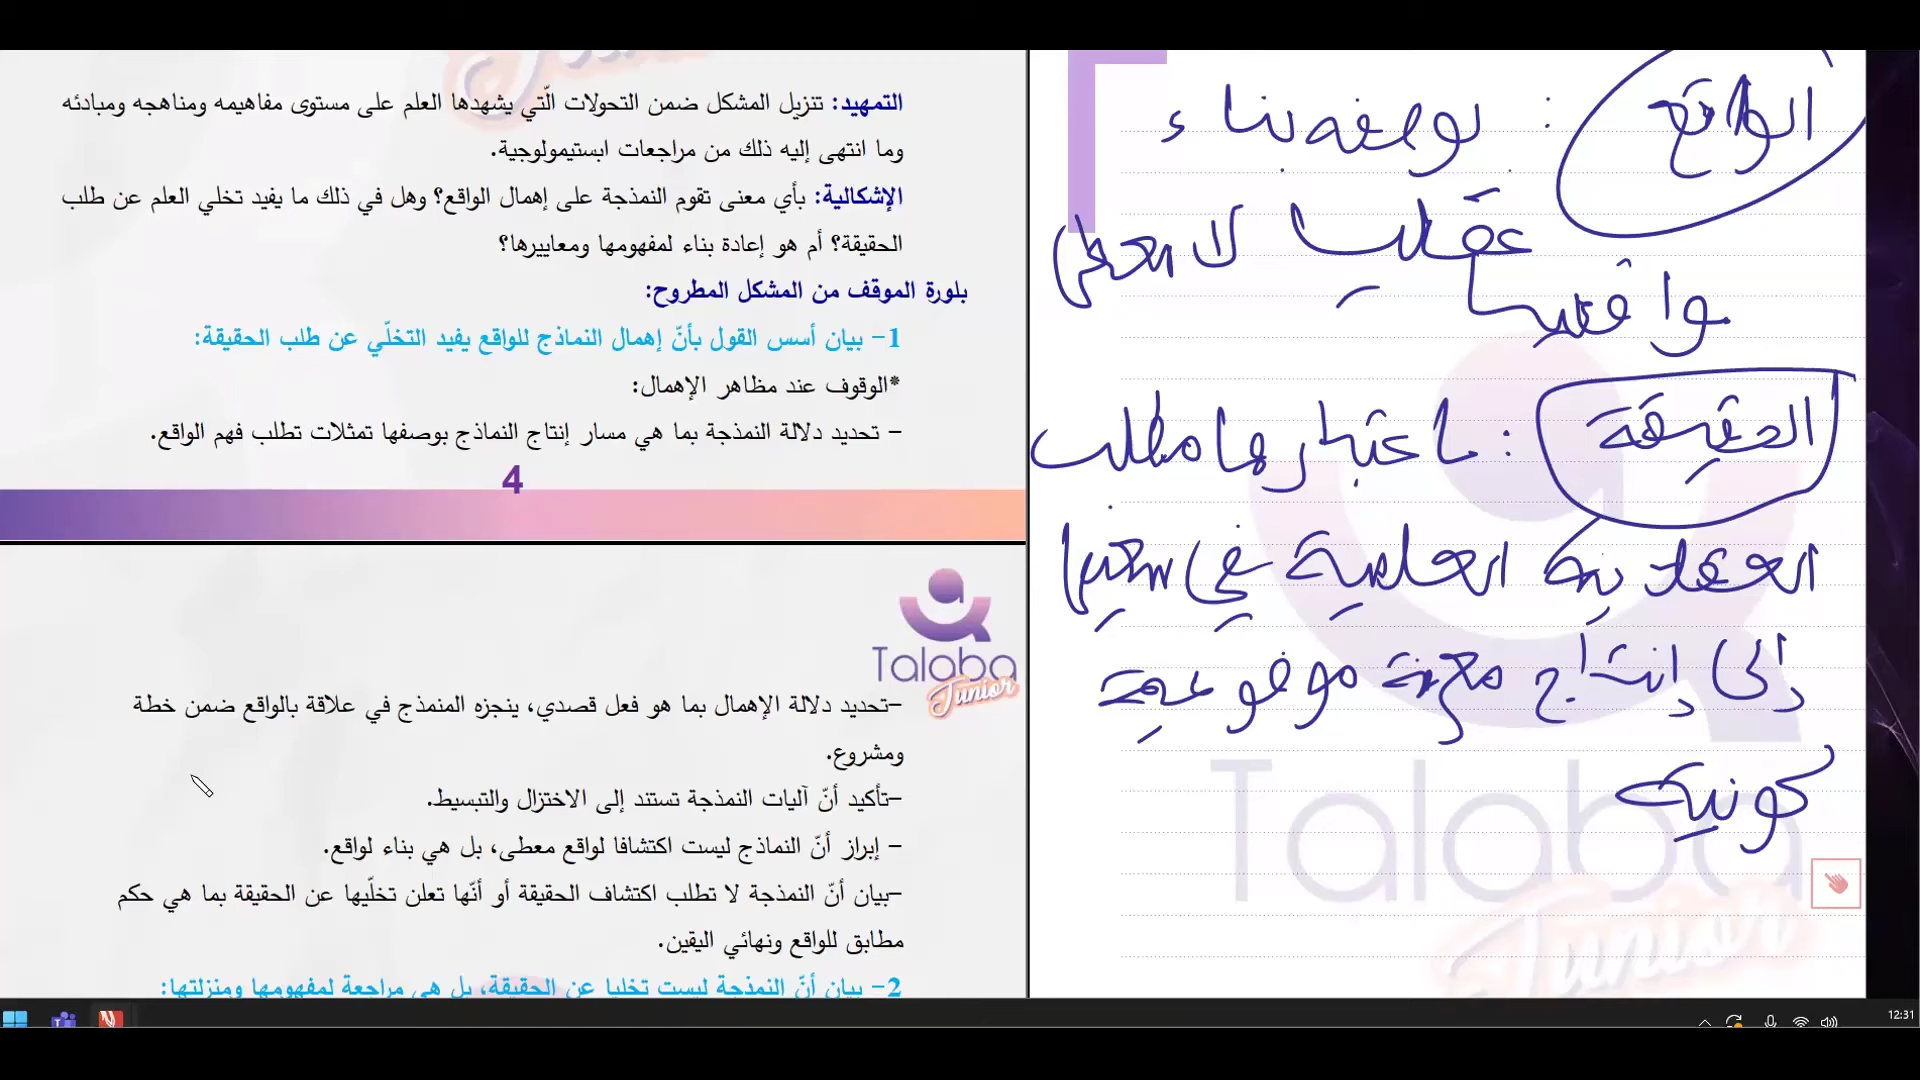 التمهيد: تتنزيل المشكل ضمن التحولات الّتي يشهدها العلم على مستوى مفاهيمه ومناهجه ومبادئه
وما انتهى إليه ذلك من مراجعات ابستيمولوجية.
الإشكالية: بأي معنى تقوم النمذجة على إهمال الواقع؟ وهل في ذلك ما يفيد تخلي العلم عن طلب
الحقيقة؟ أم هو إعادة بناء لمفهومها ومعاييرها؟
بلورة الموقف من المشكل المطروح:
1- بيان أسس القول بأنّ إهمال النماذج للواقع يفيد التخلّي عن طلب الحقيقة:
*الوقوف عند مظاهر الإهمال:
- تحديد دلالة النمذجة بما هي مسار إنتاج النماذج بوصفها تمثلات تطلب فهم الواقع.
4
Talaba
Junior
-تحديد دلالة الإهمال بما هو فعل قصدي، ينجزه المنمذج في علاقة بالواقع ضمن خطة
ومشروع.
-تأكيد أنّ آليات النمذجة تستند إلى الاختزال والتبسيط.
- إبراز أنّ النماذج ليست اكتشافا لواقع معطى، بل هي بناء لواقع.
-بيان أنّ النمذجة لا تطلب اكتشاف الحقيقة أو أنّها تعلن تخلّيها عن الحقيقة بما هي حكم
مطابق للواقع ونهائي اليقين.
2- بيان أنّ النمذجة ليست تخليا عن الحقيقة، بل هي مراجعة لمفهومها ومنزلتها:
الواقع : بوصفه بناء
عقليا لا معطى
واقعيا
الحقيقة : باعتبارها مطلب
العقلانية العلمية في سعيها
إلى إنتاج معرفة موضوعية
كونية
Talaba
Junior
12:31